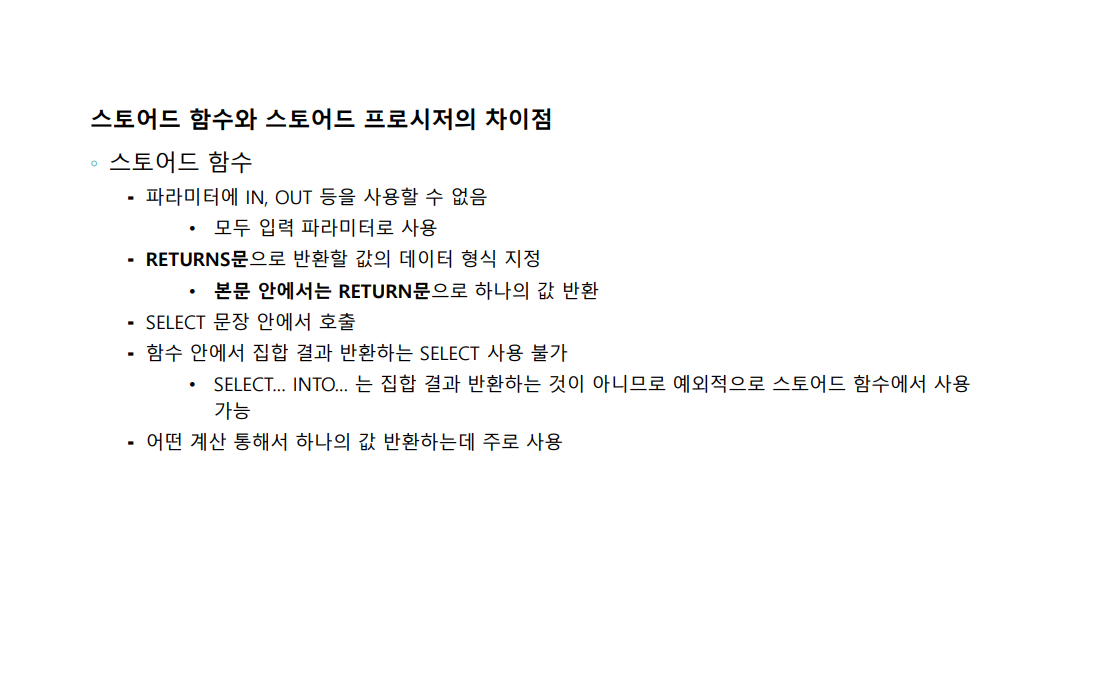 스토어드 함수와 스토어드 프로시저의 차이점
◦ 스토어드 함수
- 파라미터에 IN, OUT 등을 사용할 수 없음
• 모두 입력 파라미터로 사용
- RETURNS문으로 반환할 값의 데이터 형식 지정
• 본문 안에서는 RETURN문으로 하나의 값 반환
- SELECT 문장 안에서 호출
- 함수 안에서 집합 결과 반환하는 SELECT 사용 불가
• SELECT… INTO… 는 집합 결과 반환하는 것이 아니므로 예외적으로 스토어드 함수에서 사용
가능
- 어떤 계산 통해서 하나의 값 반환하는데 주로 사용